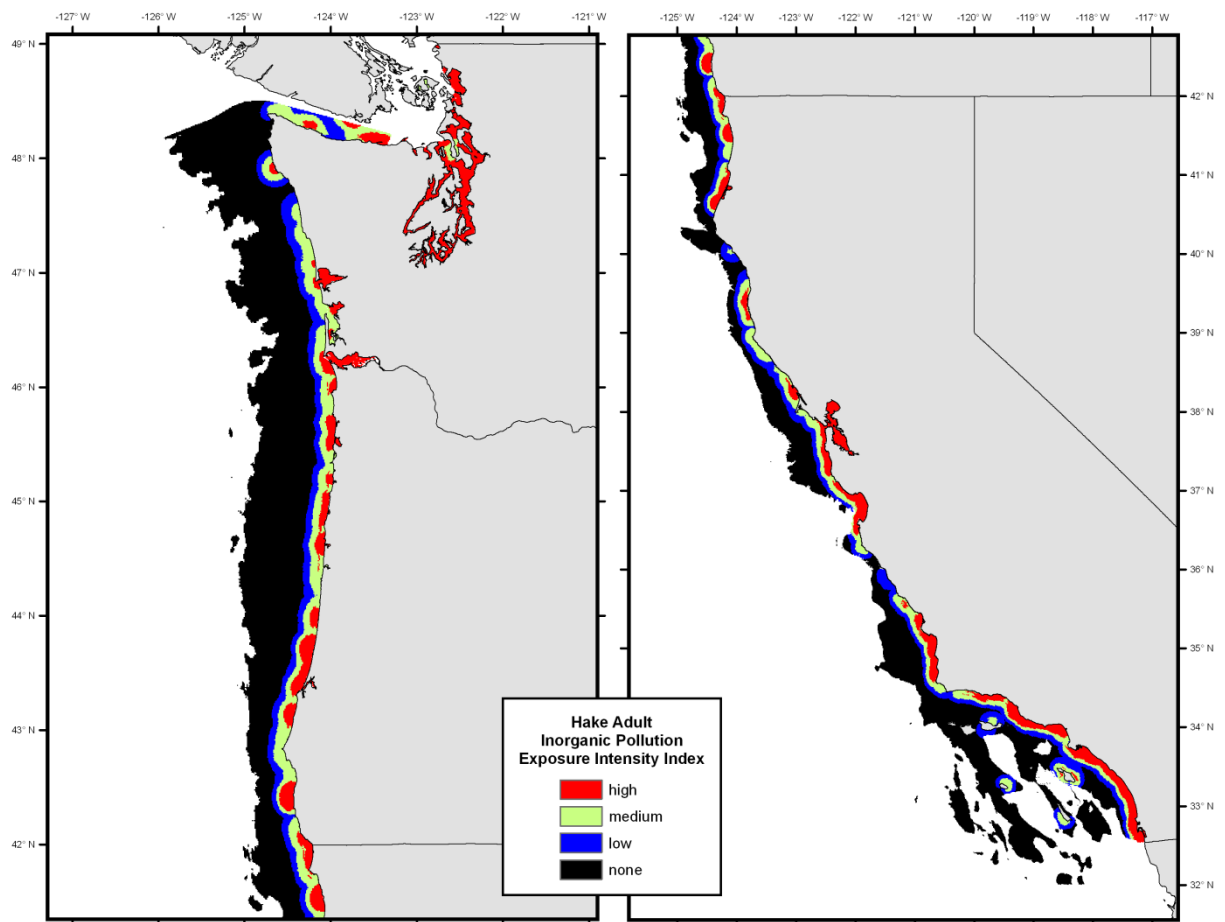 -127° W -126° W -125° W -124° W -123° W -122° W -121° W
-125° W -124° W -123° W -122° W -121° W -120° W -119° W -118° W -117° W
49° N
48° N
47° N
46° N
45° N
44° N
43° N
42° N
42° N
41° N
40° N
39° N
38° N
37° N
36° N
35° N
34° N
33° N
32° N
Hake Adult
Inorganic Pollution
Exposure Intensity Index
high
medium
low
none